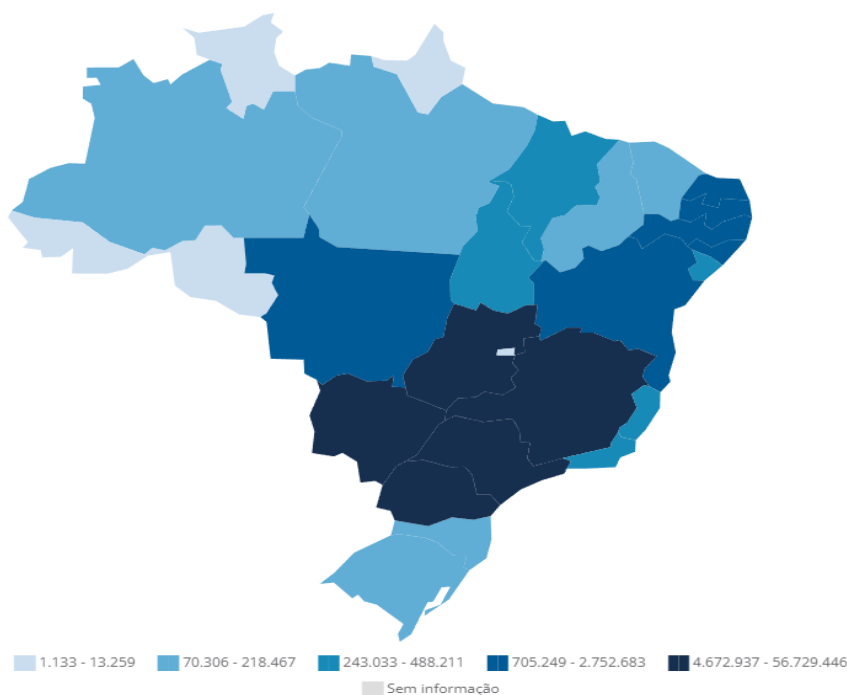 1.133 - 13.259 70.306 - 218.467 243.033 - 488.211 705.249 - 2.752.683 4.672.937 - 56.729.446
Sem informação